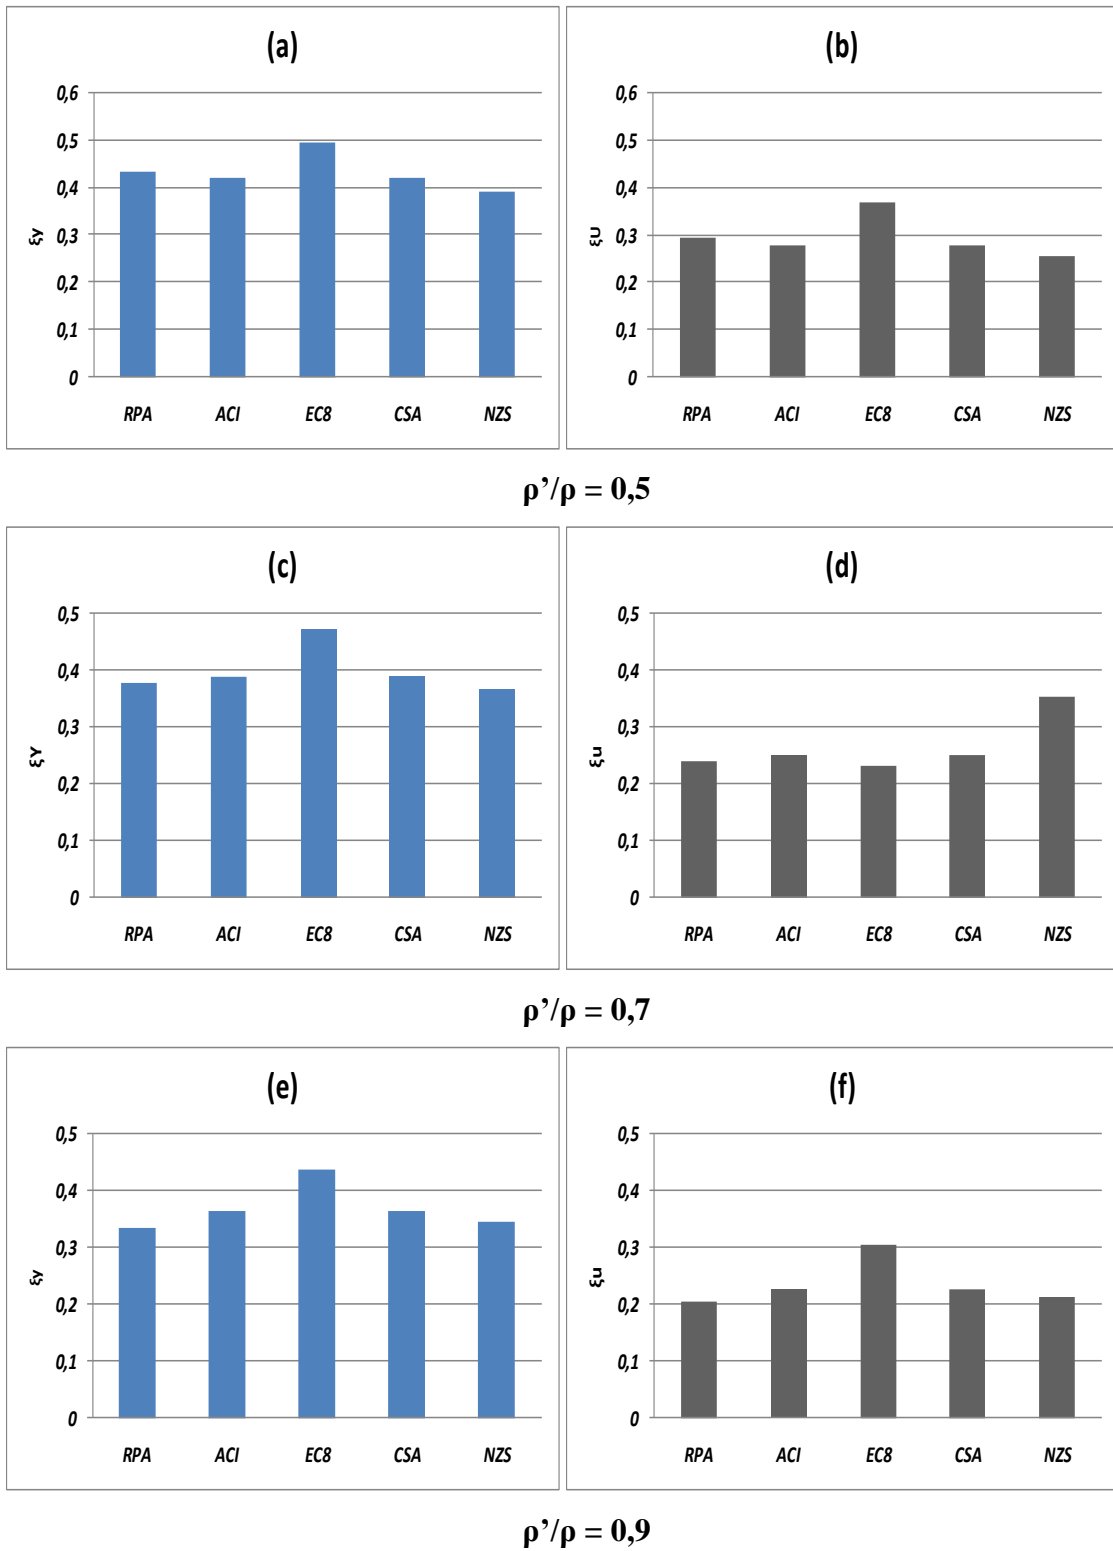 (a)
0,6
0,5
0,4
0,3
0,2
0,1
0
ξy
RPA ACI EC8 CSA NZS
(b)
0,6
0,5
0,4
0,3
0,2
0,1
0
ξU
RPA ACI EC8 CSA NZS
ρ’/ρ = 0,5
(c)
0,5
0,4
0,3
0,2
0,1
0
ξY
RPA ACI EC8 CSA NZS
(d)
0,5
0,4
0,3
0,2
0,1
0
ξu
RPA ACI EC8 CSA NZS
ρ’/ρ = 0,7
(e)
0,5
0,4
0,3
0,2
0,1
0
ξy
RPA ACI EC8 CSA NZS
(f)
0,5
0,4
0,3
0,2
0,1
0
ξu
RPA ACI EC8 CSA NZS
ρ’/ρ = 0,9